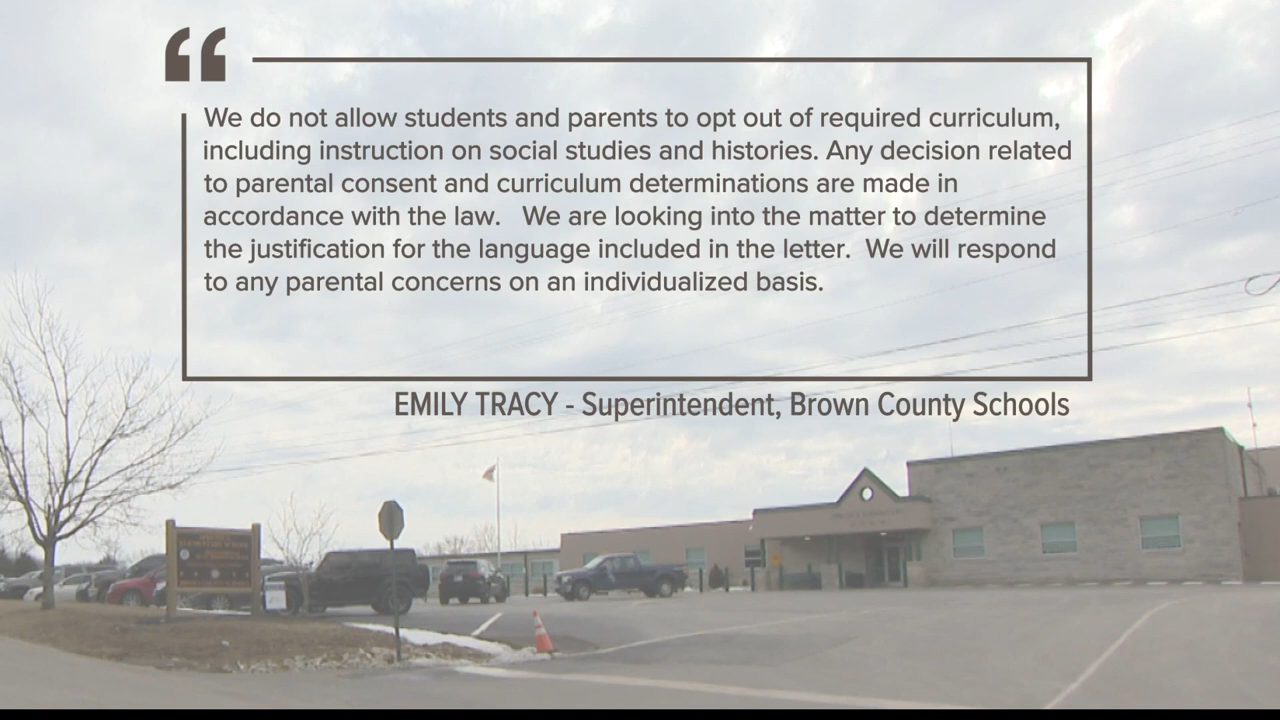 We do not allow students and parents to opt out of required curriculum,
including instruction on social studies and histories. Any decision related
to parental consent and curriculum determinations are made in
accordance with the law.   We are looking into the matter to determine
the justification for the language included in the letter.  We will respond
to any parental concerns on an individualized basis.
EMILY TRACY - Superintendent, Brown County Schools